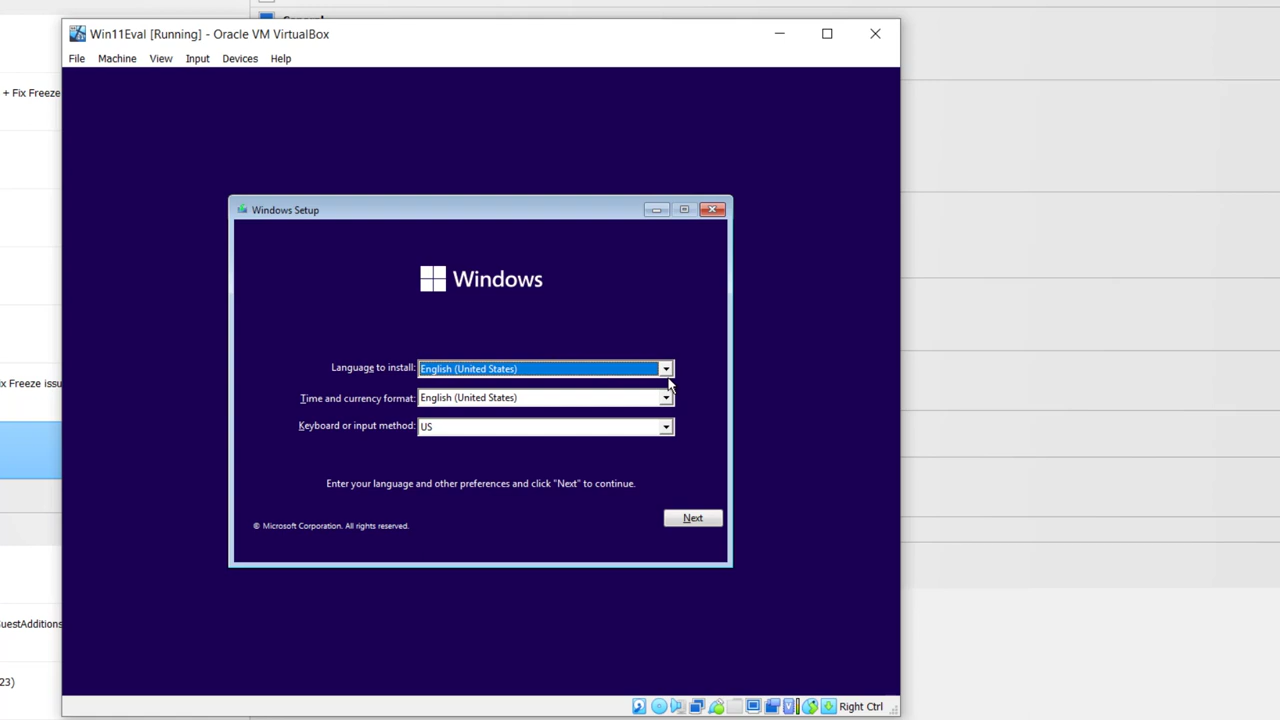 General
Win11Eval [Running] - Oracle VM VirtualBox
File Machine View Input Devices Help
+ Fix Freeze
Windows Setup
Windows
Language to install: English (United States)
Time and currency format: English (United States)
ix Freeze issu
Keyboard or input method: US
Enter your language and other preferences and click "Next" to continue.
Next
© Microsoft Corporation. All rights reserved.
uestAdditions
23)
Right Ctrl